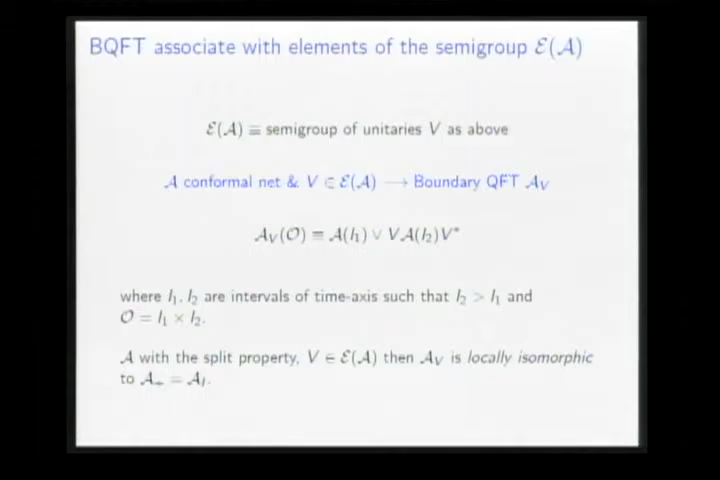 BQFT associate with elements of the semigroup ℰ(𝒜)
ℰ(𝒜) ≡ semigroup of unitaries V as above
𝒜 conformal net & V ∈ ℰ(𝒜) ⟶ Boundary QFT 𝒜_V
𝒜_V(𝒪) ≡ 𝒜(I₁) ∨ V𝒜(I₂)V*
where I₁, I₂ are intervals of time-axis such that I₂ > I₁ and
𝒪 = I₁ × I₂.
𝒜 with the split property, V ∈ ℰ(𝒜) then 𝒜_V is locally isomorphic
to 𝒜₊ = 𝒜_I.